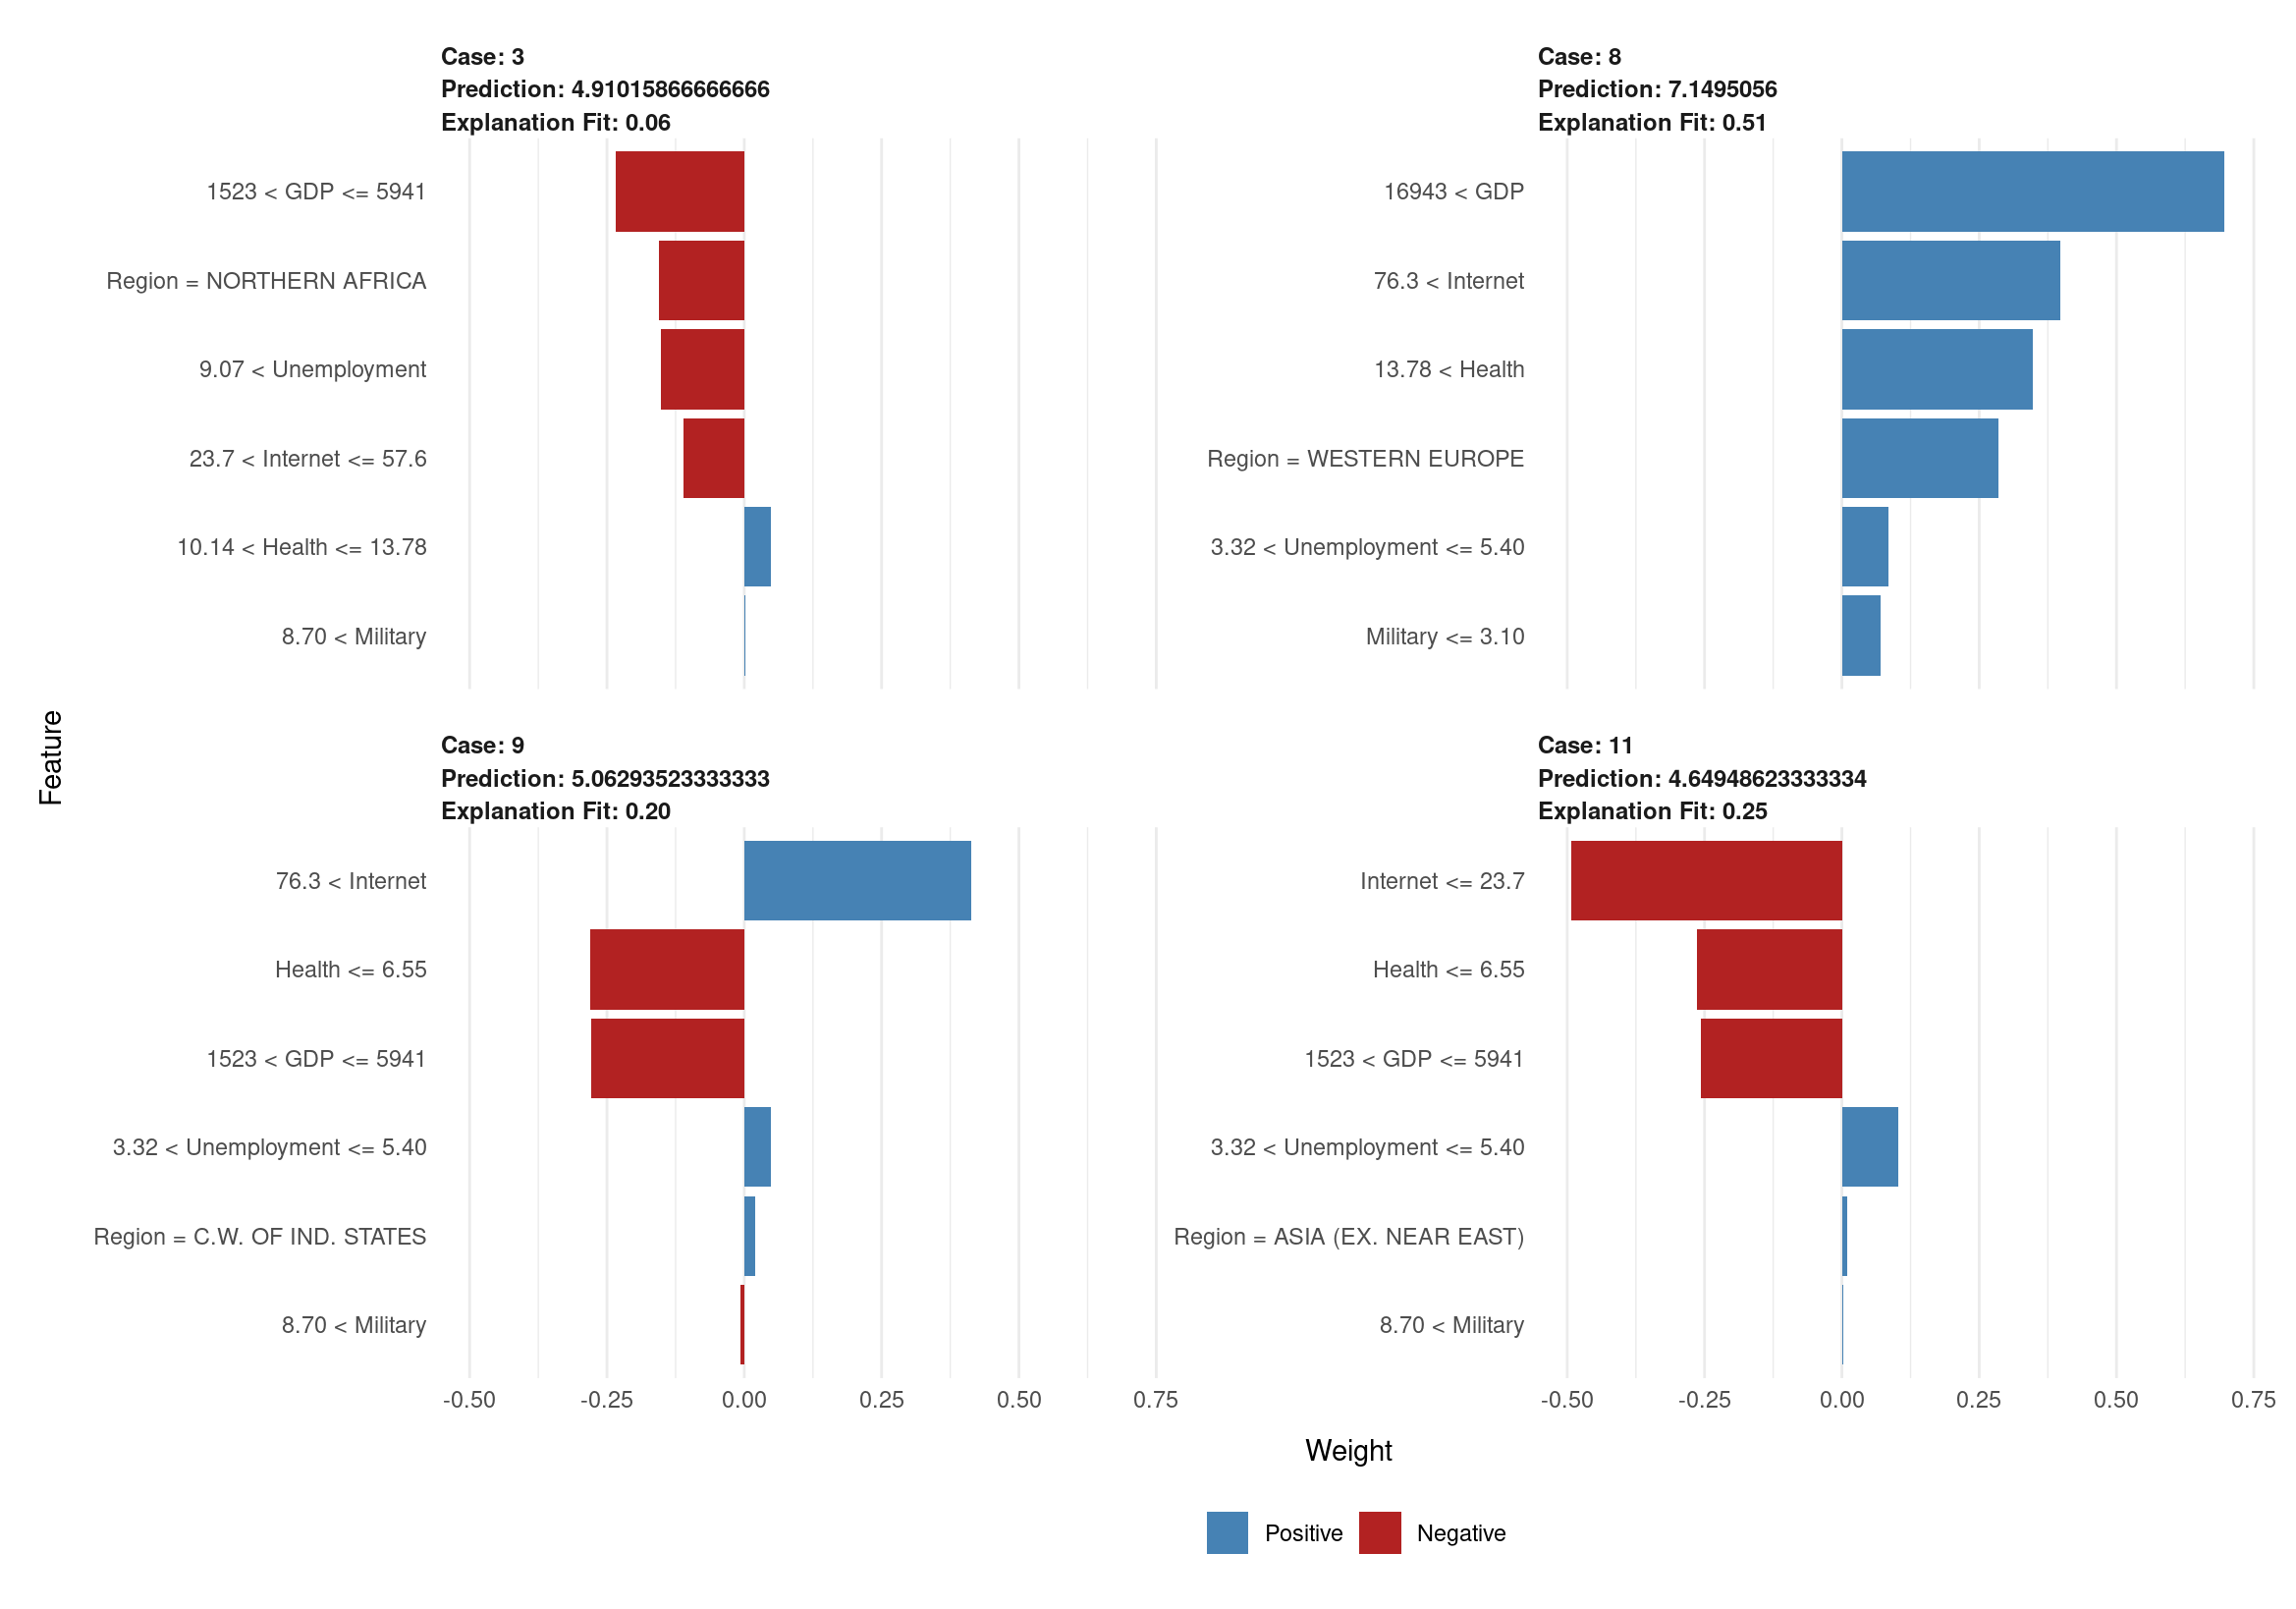 Case: 3
Prediction: 4.91015866666666
Explanation Fit: 0.06
1523 < GDP <= 5941
Region = NORTHERN AFRICA
9.07 < Unemployment
23.7 < Internet <= 57.6
10.14 < Health <= 13.78
8.70 < Military
Case: 8
Prediction: 7.1495056
Explanation Fit: 0.51
16943 < GDP
76.3 < Internet
13.78 < Health
Region = WESTERN EUROPE
3.32 < Unemployment <= 5.40
Military <= 3.10
Feature
Case: 9
Prediction: 5.06293523333333
Explanation Fit: 0.20
76.3 < Internet
Health <= 6.55
1523 < GDP <= 5941
3.32 < Unemployment <= 5.40
Region = C.W. OF IND. STATES
8.70 < Military
-0.50 -0.25 0.00 0.25 0.50 0.75
Case: 11
Prediction: 4.64948623333334
Explanation Fit: 0.25
Internet <= 23.7
Health <= 6.55
1523 < GDP <= 5941
3.32 < Unemployment <= 5.40
Region = ASIA (EX. NEAR EAST)
8.70 < Military
-0.50 -0.25 0.00 0.25 0.50 0.75
Weight
Positive Negative